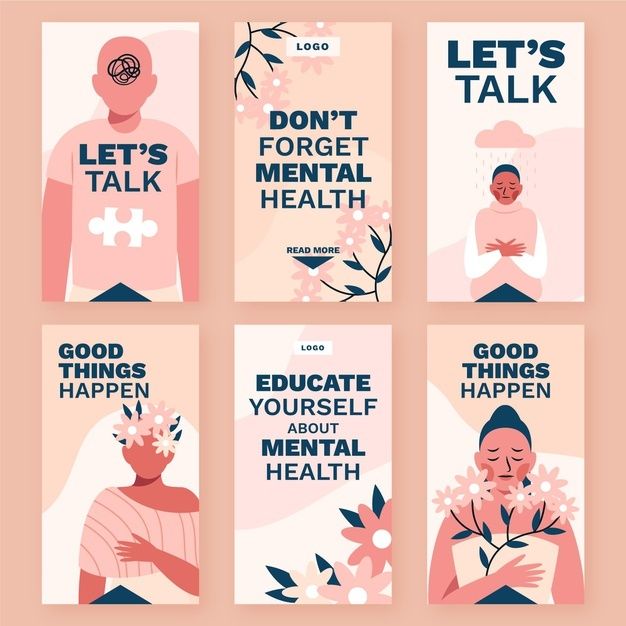 LET'S
TALK
LOGO
DON'T
FORGET
MENTAL
HEALTH
READ MORE
LET'S
TALK
GOOD
THINGS
HAPPEN
LOGO
EDUCATE
YOURSELF
ABOUT
MENTAL
HEALTH
GOOD
THINGS
HAPPEN